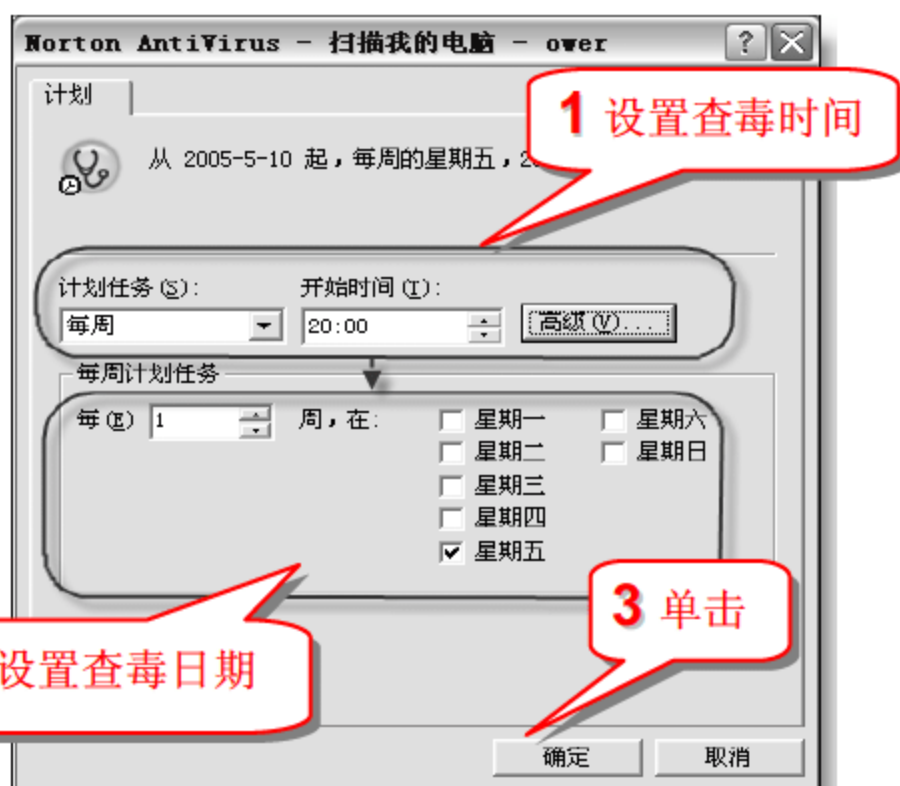 Norton AntiVirus - 扫描我的电脑 - ower
计划
1 设置查毒时间
从 2005-5-10 起，每周的星期五，2
计划任务(S):
开始时间(T):
每周
20:00
高级(V)...
每周计划任务
每(E) 1 周，在:
星期一
星期六
星期二
星期日
星期三
星期四
星期五
3 单击
设置查毒日期
确定
取消